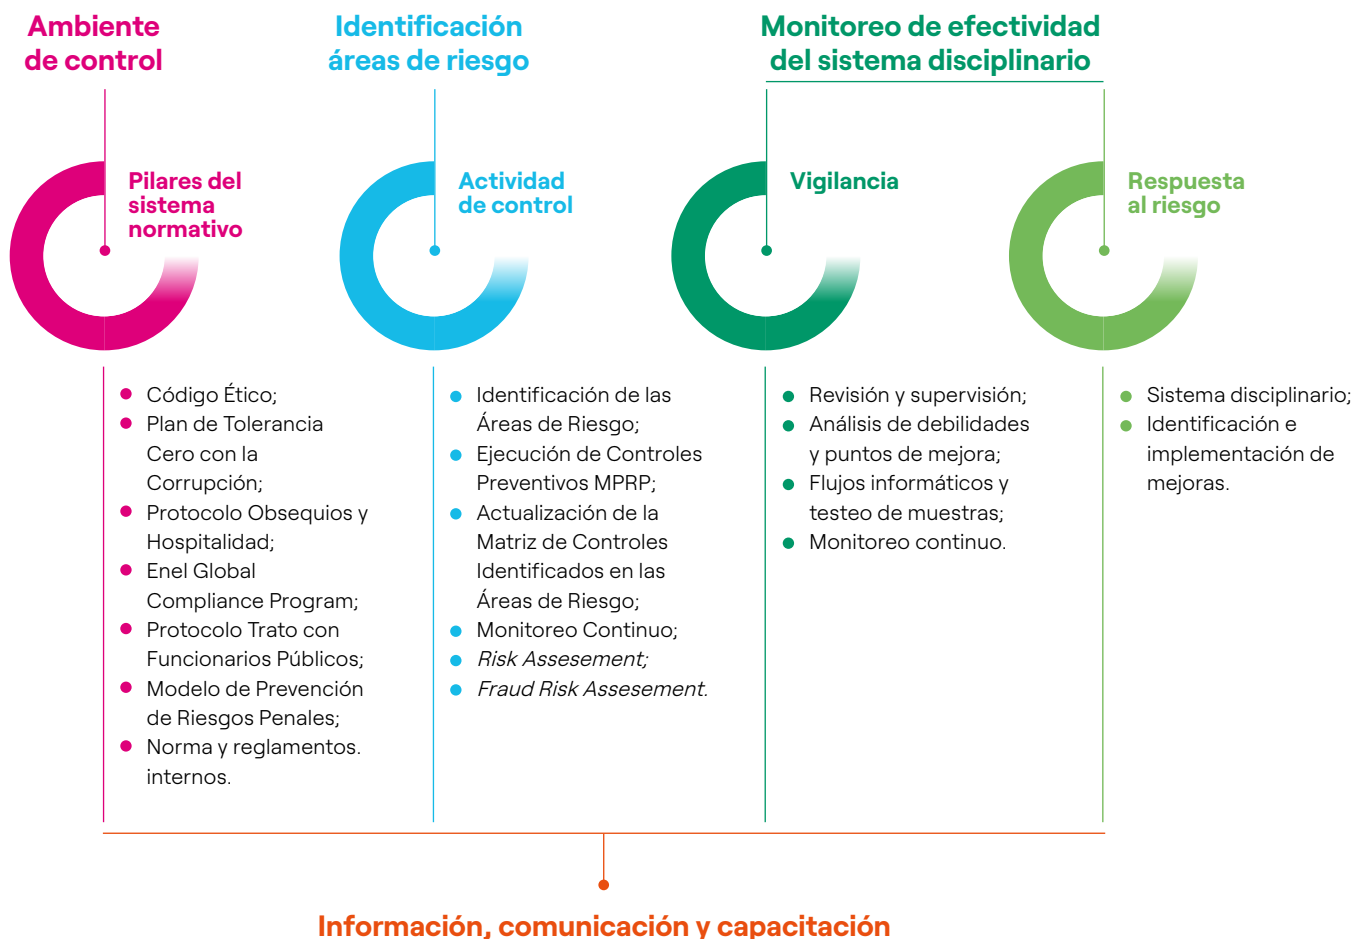 Ambiente
de control
Identificación
áreas de riesgo
Monitoreo de efectividad
del sistema disciplinario
Pilares del
sistema
normativo
Actividad
de control
Vigilancia
Respuesta
al riesgo
Código Ético;
Plan de Tolerancia
Cero con la
Corrupción;
Protocolo Obsequios y
Hospitalidad;
Enel Global
Compliance Program;
Protocolo Trato con
Funcionarios Públicos;
Modelo de Prevención
de Riesgos Penales;
Norma y reglamentos.
internos.
Identificación de las
Áreas de Riesgo;
Ejecución de Controles
Preventivos MPRP;
Actualización de la
Matriz de Controles
Identificados en las
Áreas de Riesgo;
Monitoreo Continuo;
Risk Assesement;
Fraud Risk Assesement.
Revisión y supervisión;
Análisis de debilidades
y puntos de mejora;
Flujos informáticos y
testeo de muestras;
Monitoreo continuo.
Sistema disciplinario;
Identificación e
implementación de
mejoras.
Información, comunicación y capacitación